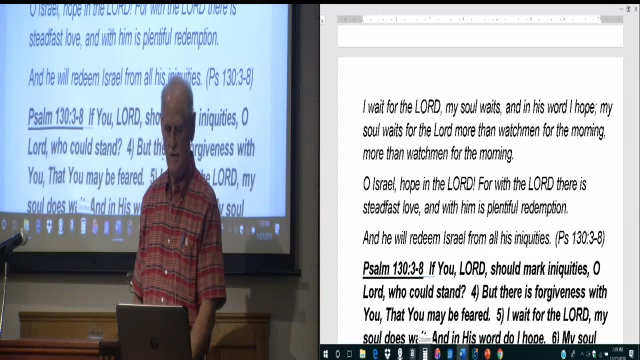 O Israel, hope in the LORD! For with the LORD there is
steadfast love, and with him is plentiful redemption.
And he will redeem Israel from all his iniquities. (Ps 130:3-8)
Psalm 130:3-8 If You, LORD, iniquities, O
Lord, who could stand? 4) But forgiveness with
You, That You may be feared. 5) the LORD, my
soul does And in His My soul
I wait for the LORD, my soul waits, and in his word I hope; my
soul waits for the Lord more than watchmen for the morning,
more than watchmen for the morning.
O Israel, hope in the LORD! For with the LORD there is
steadfast love, and with him is plentiful redemption.
And he will redeem Israel from all his iniquities. (Ps 130:3-8)
Psalm 130:3-8 If You, LORD, should mark iniquities, O
Lord, who could stand? 4) But there is forgiveness with
You, That You may be feared. 5) I wait for the LORD, my
soul does And in His word do I hope. 6) My soul